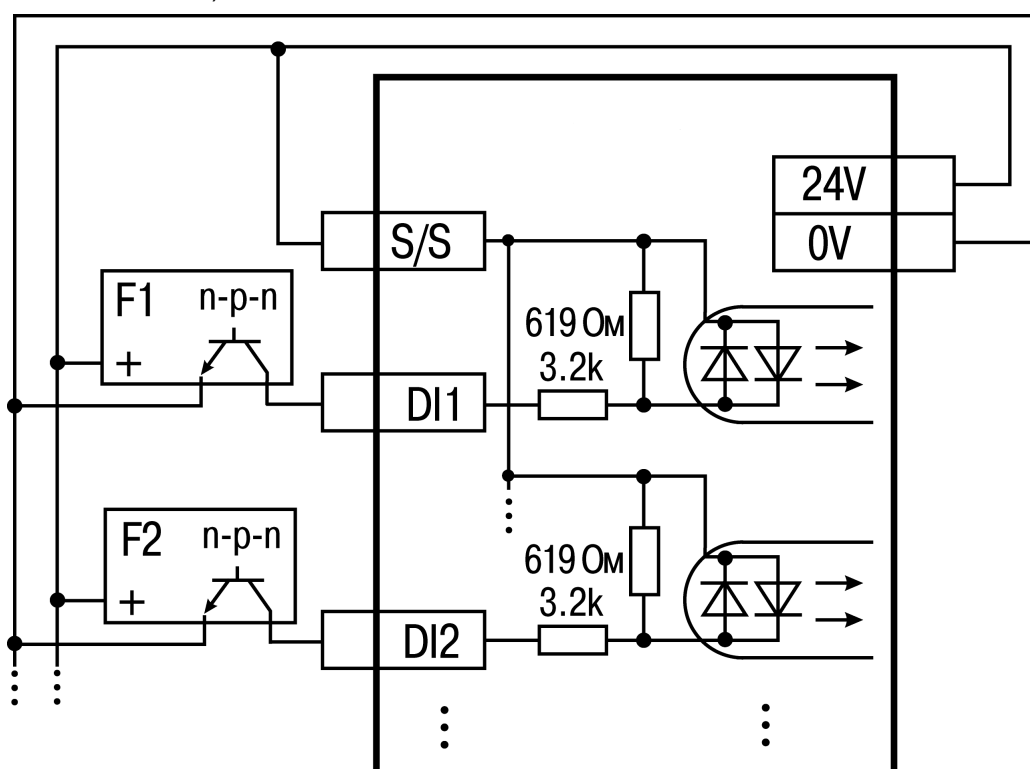 24V
S/S
0V
F1 n-p-n
+
619 Ом
3.2k
DI1
F2 n-p-n
+
619 Ом
3.2k
DI2